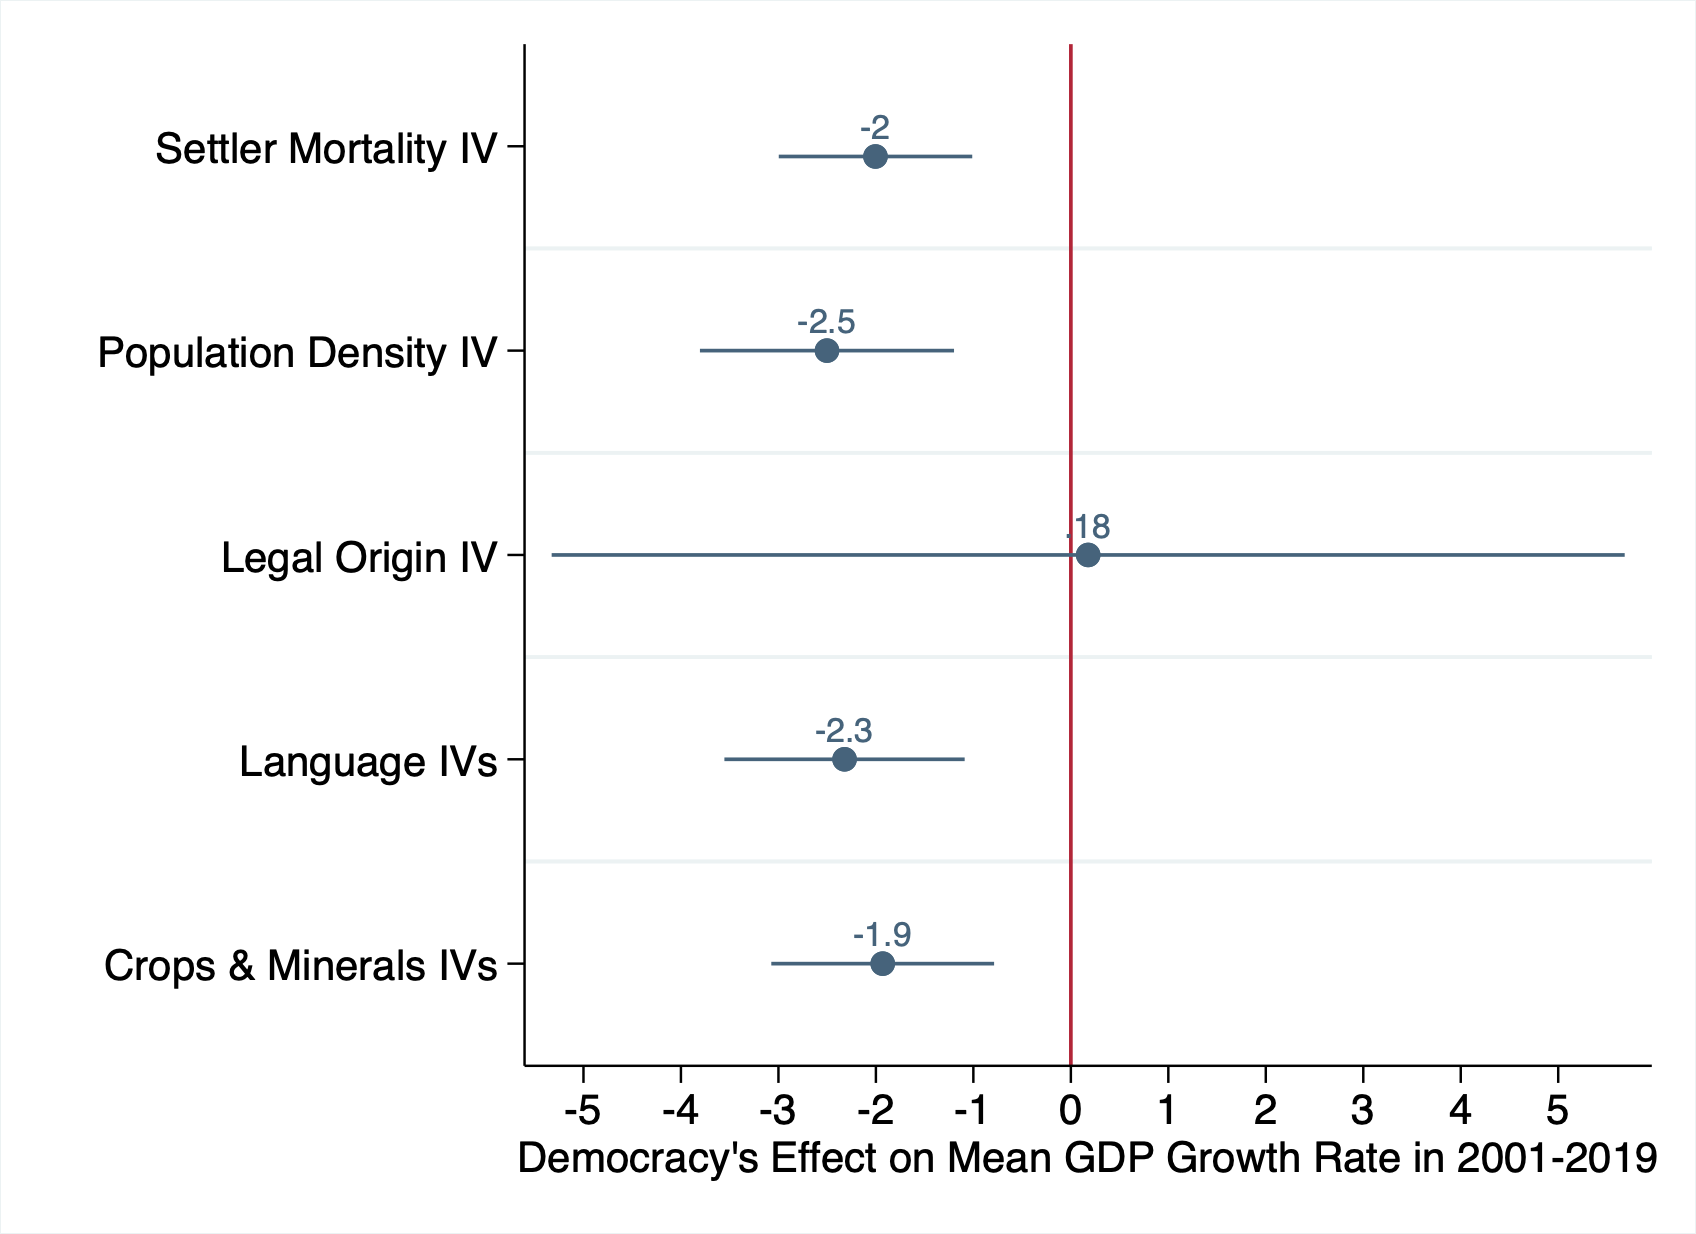 Settler Mortality IV
-2
Population Density IV
-2.5
Legal Origin IV
.18
Language IVs
-2.3
Crops & Minerals IVs
-1.9
-5 -4 -3 -2 -1 0 1 2 3 4 5
Democracy's Effect on Mean GDP Growth Rate in 2001-2019